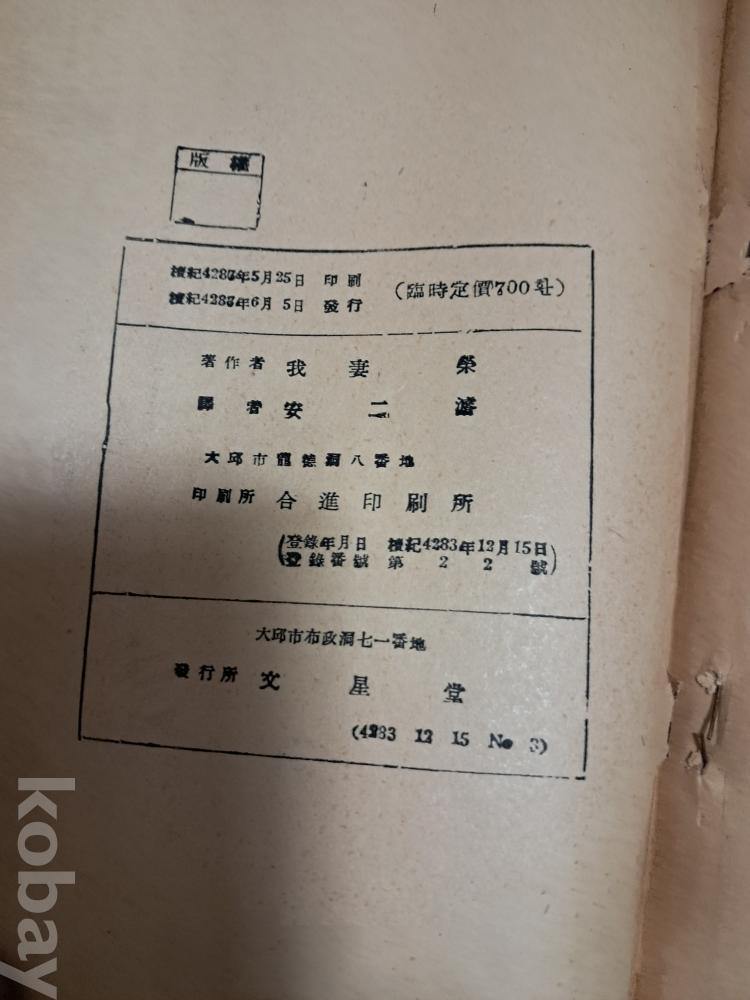 版權
檀紀4287年5月25日 印刷
檀紀4287年6月 5日 發行
(臨時定價700환)
著作者 我妻 榮
譯者 安二濬
大邱市龍德洞八番地
印刷所 合進印刷所
(登錄年月日 檀紀4283年12月15日
登錄番號 第 2 2 號)
大邱市布政洞七一番地
發行所 文星堂
(4283 12 15 No 3)
kobay